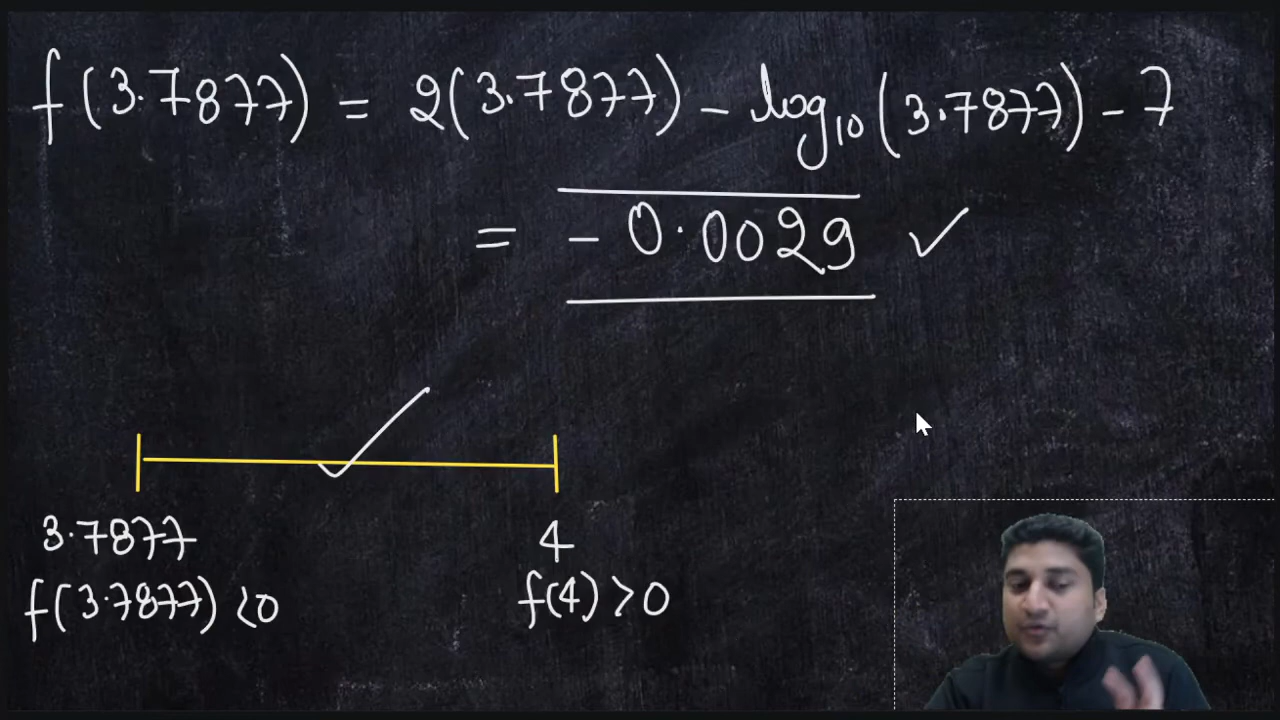 f(3.7877) = 2(3.7877) - log₁₀(3.7877) - 7
= - 0.0029 ✓
3.7877 4
f(3.7877) <0 f(4) >0